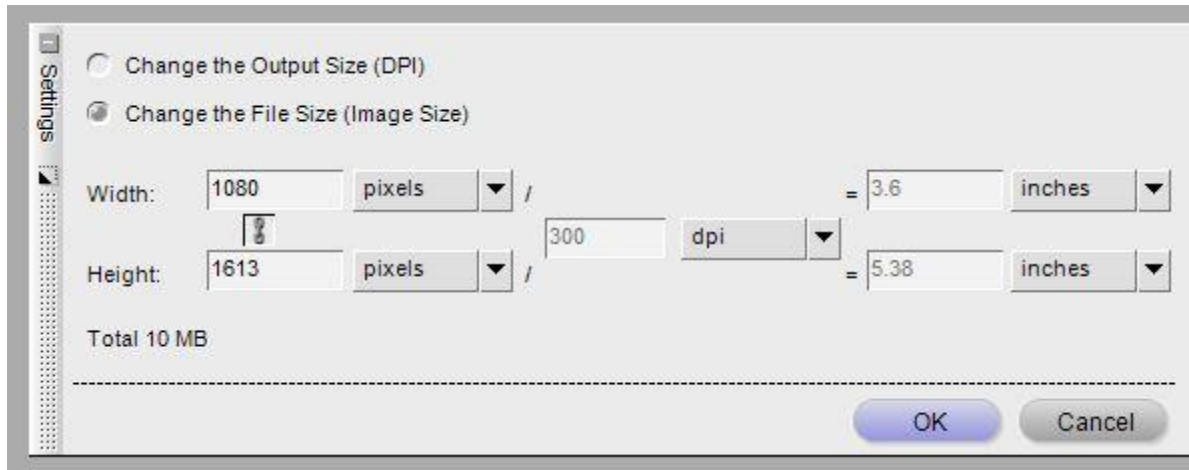 Settings
Change the Output Size (DPI)
Change the File Size (Image Size)
Width: 1080 pixels / = 3.6 inches
300 dpi
Height: 1613 pixels / = 5.38 inches
Total 10 MB
OK Cancel